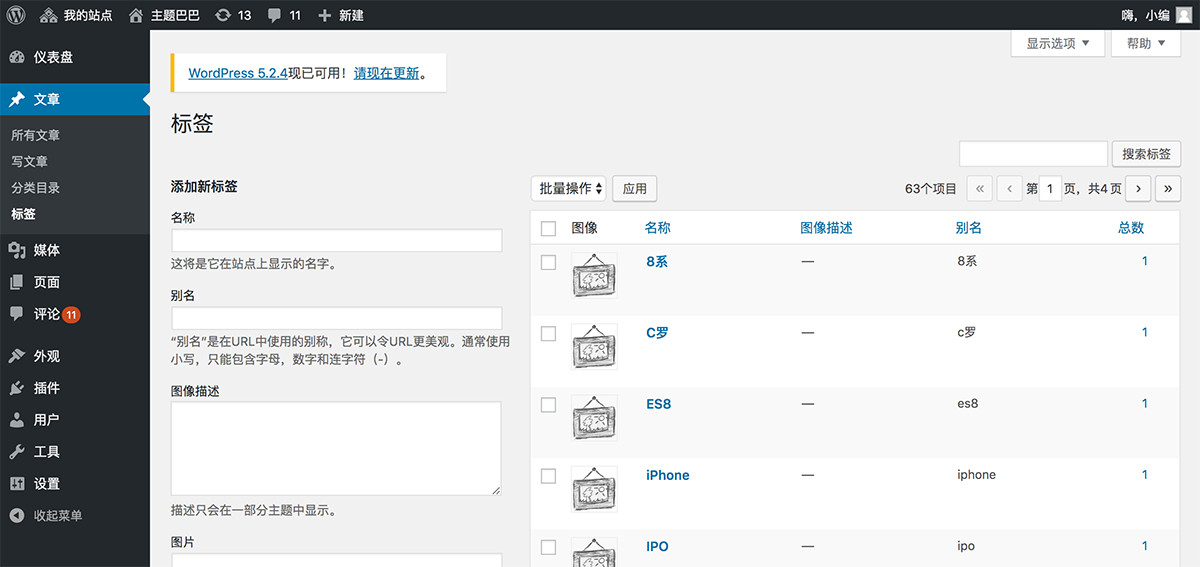 我的站点 主题巴巴 13 11 新建 嗨，小编
显示选项 帮助
仪表盘
文章
所有文章
写文章
分类目录
标签
媒体
页面
评论 11
外观
插件
用户
工具
设置
收起菜单
WordPress 5.2.4现已可用！请现在更新。
标签
搜索标签
添加新标签
名称
这将是它在站点上显示的名字。
别名
“别名”是在URL中使用的别称，它可以令URL更美观。通常使用
小写，只能包含字母，数字和连字符（-）。
图像描述
描述只会在一部分主题中显示。
图片
批量操作 应用 63个项目 « ‹ 第 1 页，共4页 › »
图像 名称 图像描述 别名 总数
8系 — 8系 1
C罗 — c罗 1
ES8 — es8 1
iPhone — iphone 1
IPO — ipo 1